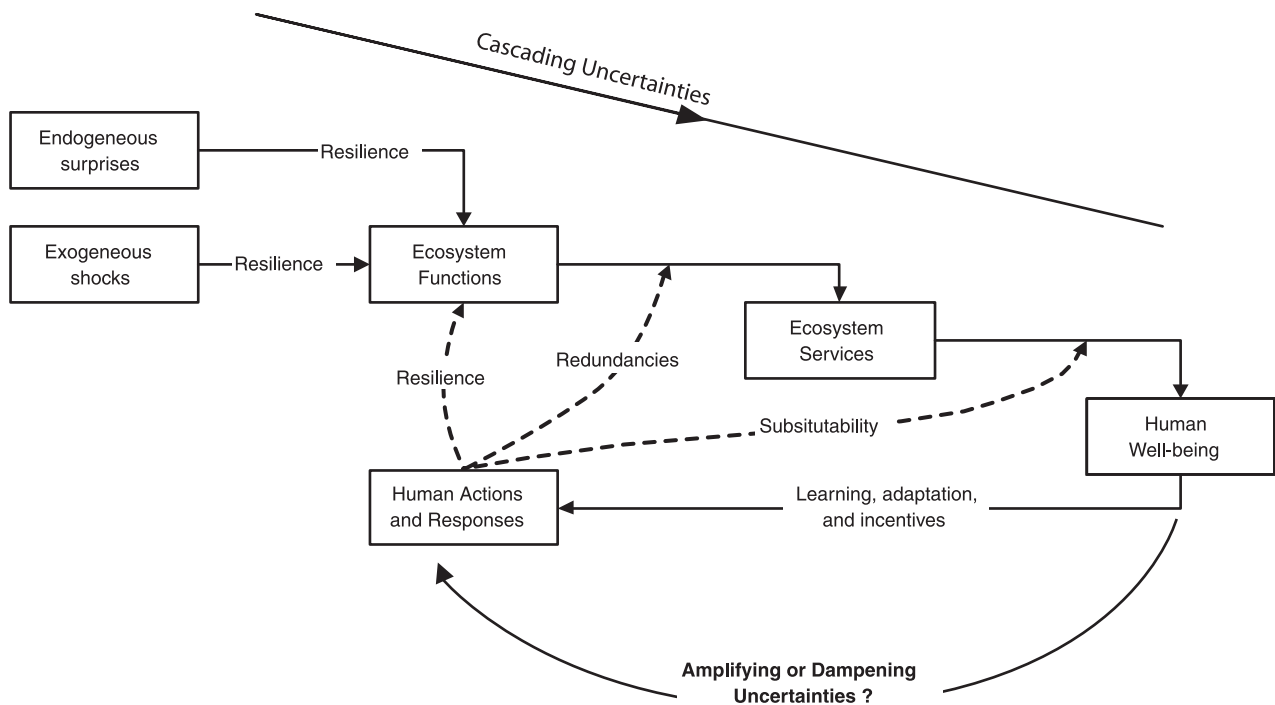 Cascading Uncertainties
Endogeneous
surprises
Resilience
Exogeneous
shocks
Resilience
Ecosystem
Functions
Ecosystem
Services
Redundancies
Resilience
Subsitutability
Human
Well-being
Human Actions
and Responses
Learning, adaptation,
and incentives
Amplifying or Dampening
Uncertainties ?